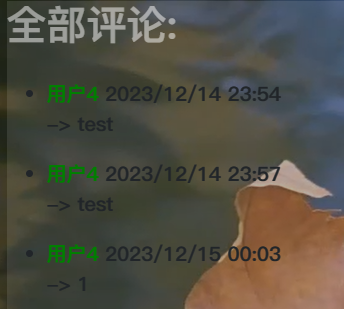 全部评论:
用户4 2023/12/14 23:54
—> test
用户4 2023/12/14 23:57
—> test
用户4 2023/12/15 00:03
—> 1